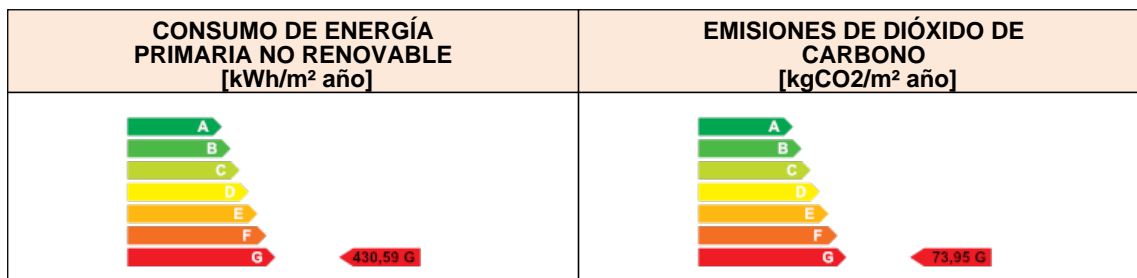 CONSUMO DE ENERGÍA
PRIMARIA NO RENOVABLE
[kWh/m² año]
A
B
C
D
E
F
G
430,59 G
EMISIONES DE DIÓXIDO DE
CARBONO
[kgCO2/m² año]
A
B
C
D
E
F
G
73,95 G